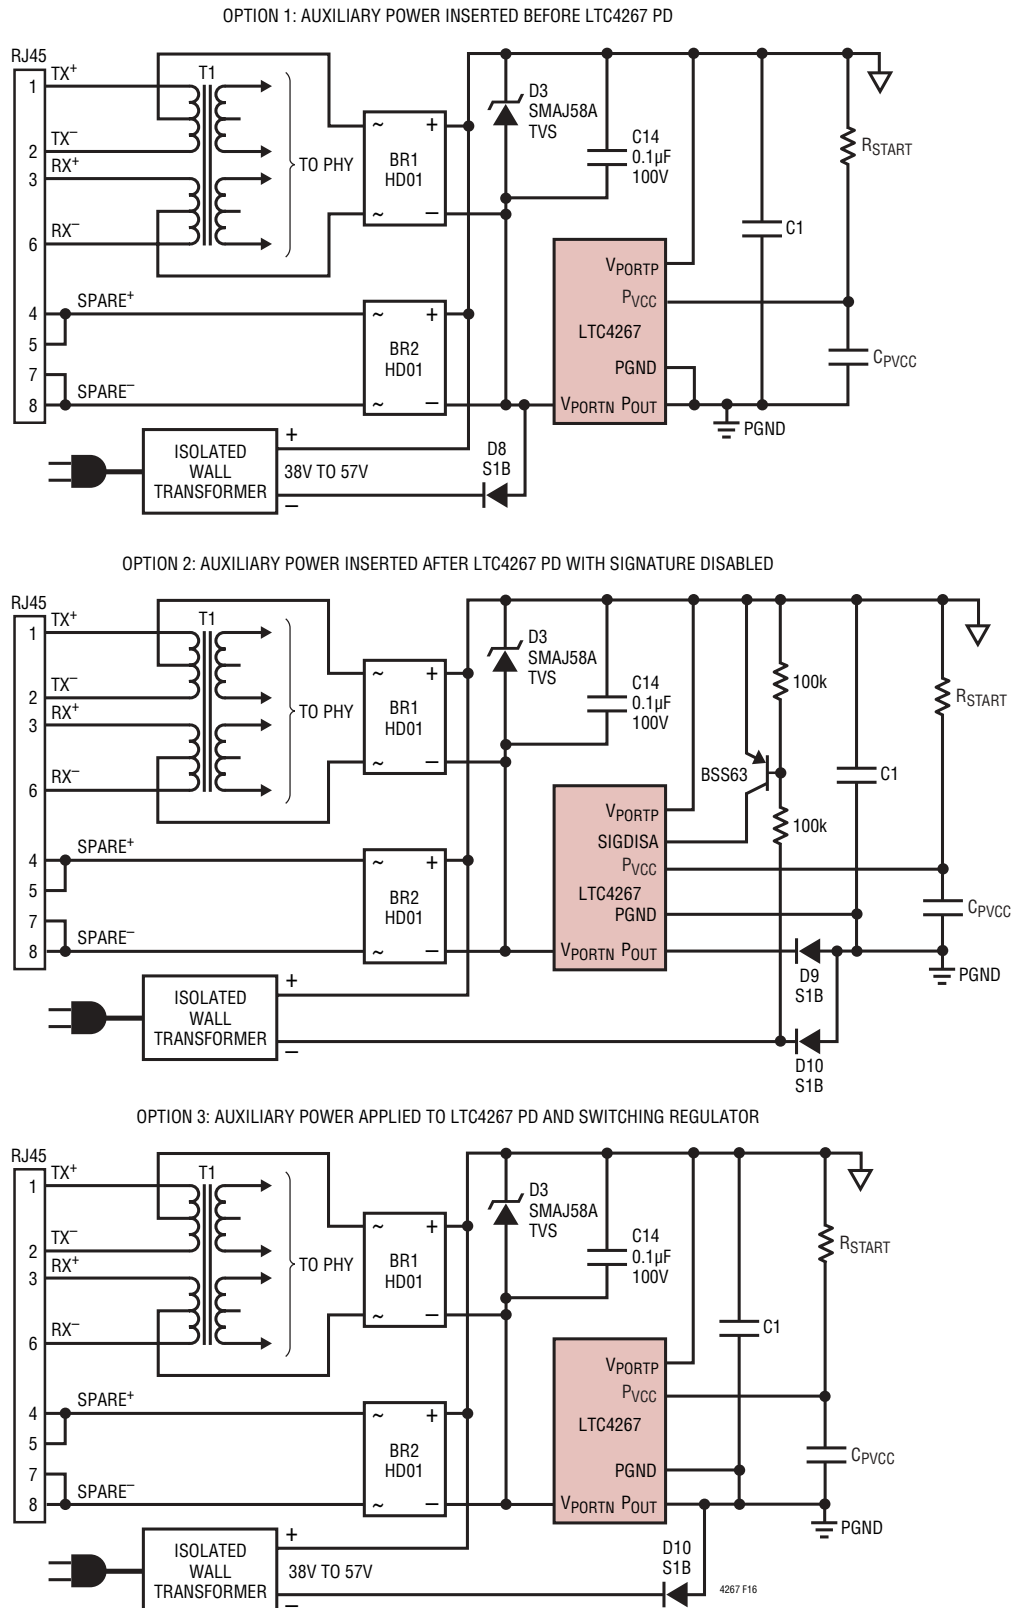 OPTION 1: AUXILIARY POWER INSERTED BEFORE LTC4267 PD
RJ45
1
TX+
2
TX–
3
RX+
6
RX–
4
SPARE+
5
7
8
SPARE–
T1
TO PHY
~ +
BR1
HD01
~ –
~ +
BR2
HD01
~ –
D3
SMAJ58A
TVS
C14
0.1µF
100V
VPORTP
PVCC
LTC4267
PGND
VPORTN POUT
C1
RSTART
CPVCC
PGND
ISOLATED
WALL
TRANSFORMER
+
38V TO 57V
–
D8
S1B
OPTION 2: AUXILIARY POWER INSERTED AFTER LTC4267 PD WITH SIGNATURE DISABLED
RJ45
1
TX+
2
TX–
3
RX+
6
RX–
4
SPARE+
5
7
8
SPARE–
T1
TO PHY
~ +
BR1
HD01
~ –
~ +
BR2
HD01
~ –
D3
SMAJ58A
TVS
C14
0.1µF
100V
BSS63
100k
100k
VPORTP
SIGDISA
PVCC
LTC4267
PGND
VPORTN POUT
C1
RSTART
CPVCC
PGND
D9
S1B
D10
S1B
ISOLATED
WALL
TRANSFORMER
+
–
OPTION 3: AUXILIARY POWER APPLIED TO LTC4267 PD AND SWITCHING REGULATOR
RJ45
1
TX+
2
TX–
3
RX+
6
RX–
4
SPARE+
5
7
8
SPARE–
T1
TO PHY
~ +
BR1
HD01
~ –
~ +
BR2
HD01
~ –
D3
SMAJ58A
TVS
C14
0.1µF
100V
VPORTP
PVCC
LTC4267
PGND
VPORTN POUT
C1
RSTART
CPVCC
PGND
ISOLATED
WALL
TRANSFORMER
+
38V TO 57V
–
D10
S1B
4267 F16